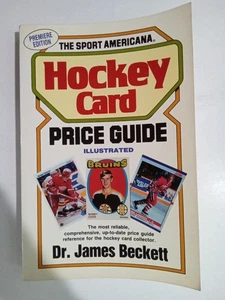 PREMIERE
EDITION
THE SPORT AMERICANA®
Hockey
Card
PRICE GUIDE
ILLUSTRATED
BRUINS
The most reliable,
comprehensive, up-to-date price guide
reference for the hockey card collector.
Dr. James Beckett